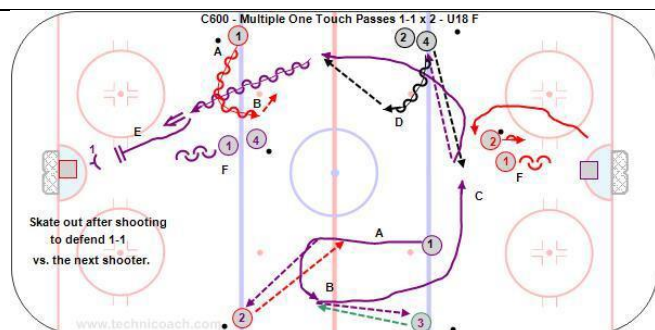 C600 - Multiple One Touch Passes 1-1 x 2 - U18 F
1
2
4
A
B
D
E
1
1
4
F
2
1
F
C
Skate out after shooting
to defend 1-1
vs. the next shooter.
A
1
B
2
3
www.technicoach.com